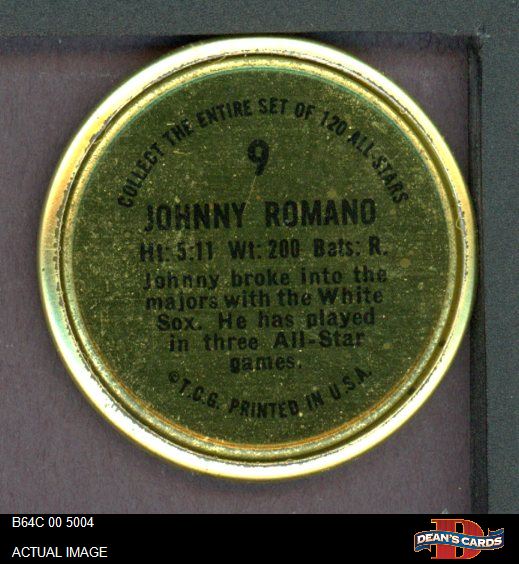 COLLECT THE ENTIRE SET OF 120 ALL-STARS
9
JOHNNY ROMANO
Ht: 5:11 Wt: 200 Bats: R.
Johnny broke into the
majors with the White
Sox. He has played
in three All-Star
games.
©T.C.G. PRINTED IN U.S.A.
B64C 00 5004
ACTUAL IMAGE
D
DEAN'S CARDS